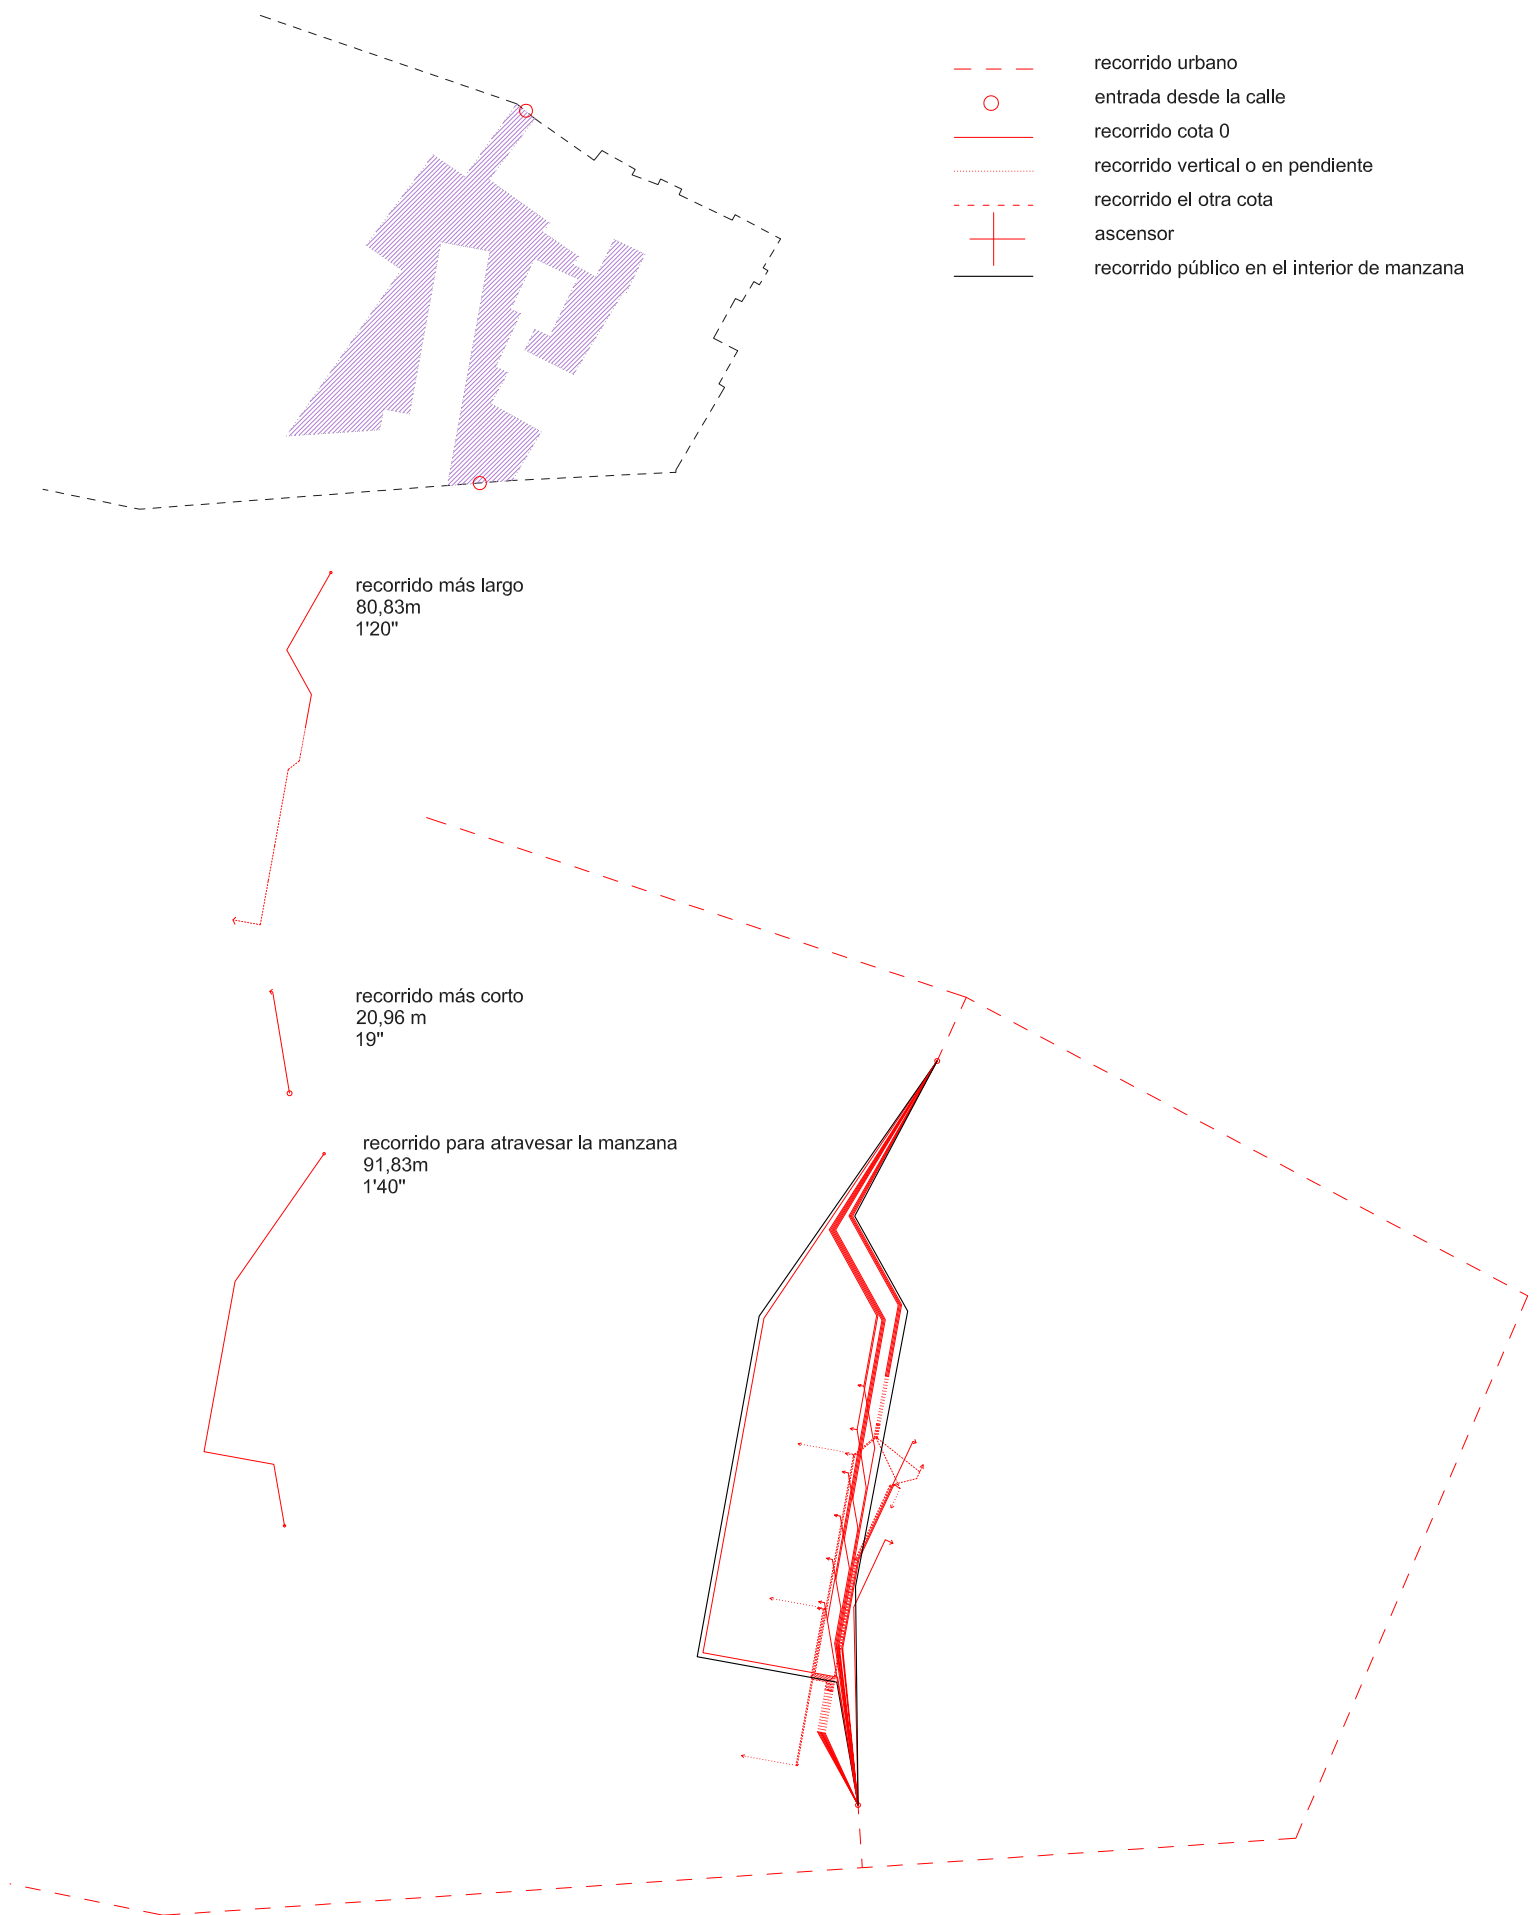 recorrido urbano
entrada desde la calle
recorrido cota 0
recorrido vertical o en pendiente
recorrido el otra cota
ascensor
recorrido público en el interior de manzana
recorrido más largo
80,83m
1'20"
recorrido más corto
20,96 m
19"
recorrido para atravesar la manzana
91,83m
1'40"